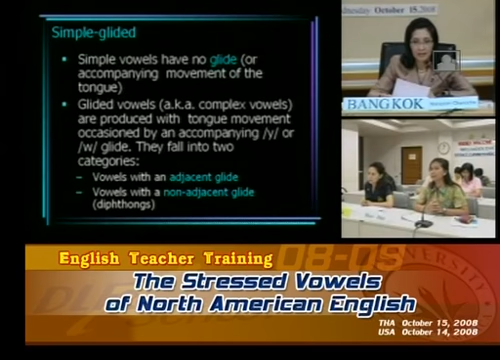 Simple-glided
Simple vowels have no glide (or
accompanying movement of the
tongue)
Glided vowels (a.k.a. complex vowels)
are produced with tongue movement
occasioned by an accompanying /y/ or
/w/ glide. They fall into two
categories:
– Vowels with an adjacent glide
– Vowels with a non-adjacent glide
(diphthongs)
Wednesday, October 15, 2008
BANGKOK
English Teacher Training
08-09
The Stressed Vowels
of North American English
THA October 15, 2008
USA October 14, 2008